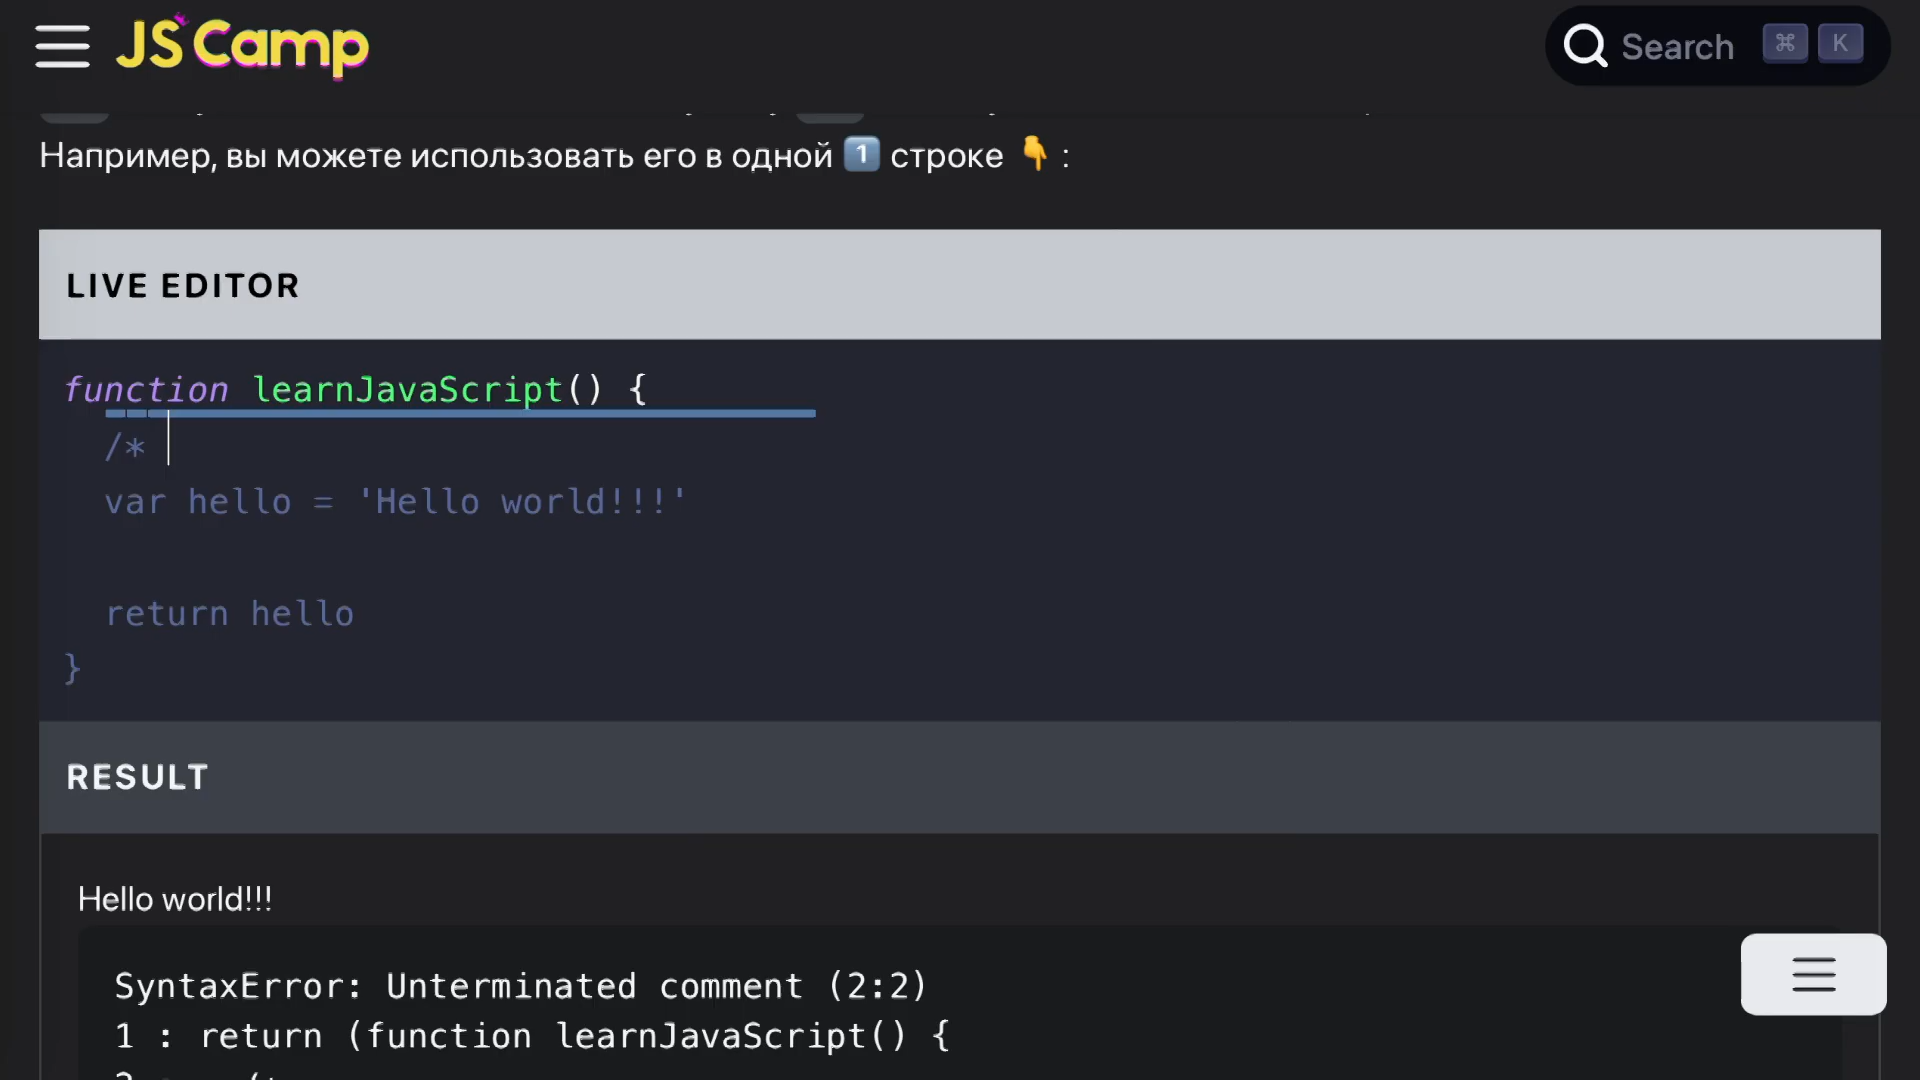 JS Camp
Search ⌘ K
Например, вы можете использовать его в одной 1️⃣ строке 👇 :
LIVE EDITOR
function learnJavaScript() {
/*
var hello = 'Hello world!!!'
return hello
}
RESULT
Hello world!!!
SyntaxError: Unterminated comment (2:2)
1 : return (function learnJavaScript() {